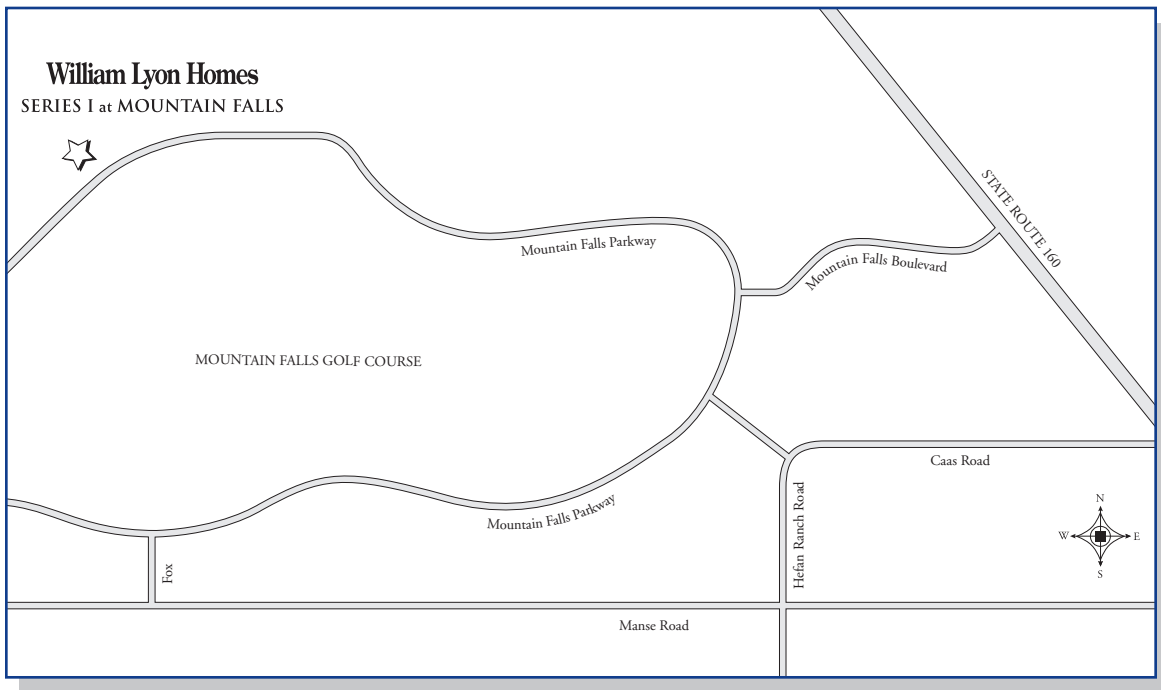 William Lyon Homes
SERIES I at MOUNTAIN FALLS
STATE ROUTE 160
Mountain Falls Parkway
Mountain Falls Boulevard
MOUNTAIN FALLS GOLF COURSE
Caas Road
Mountain Falls Parkway
Hefan Ranch Road
N
W E
S
Fox
Manse Road